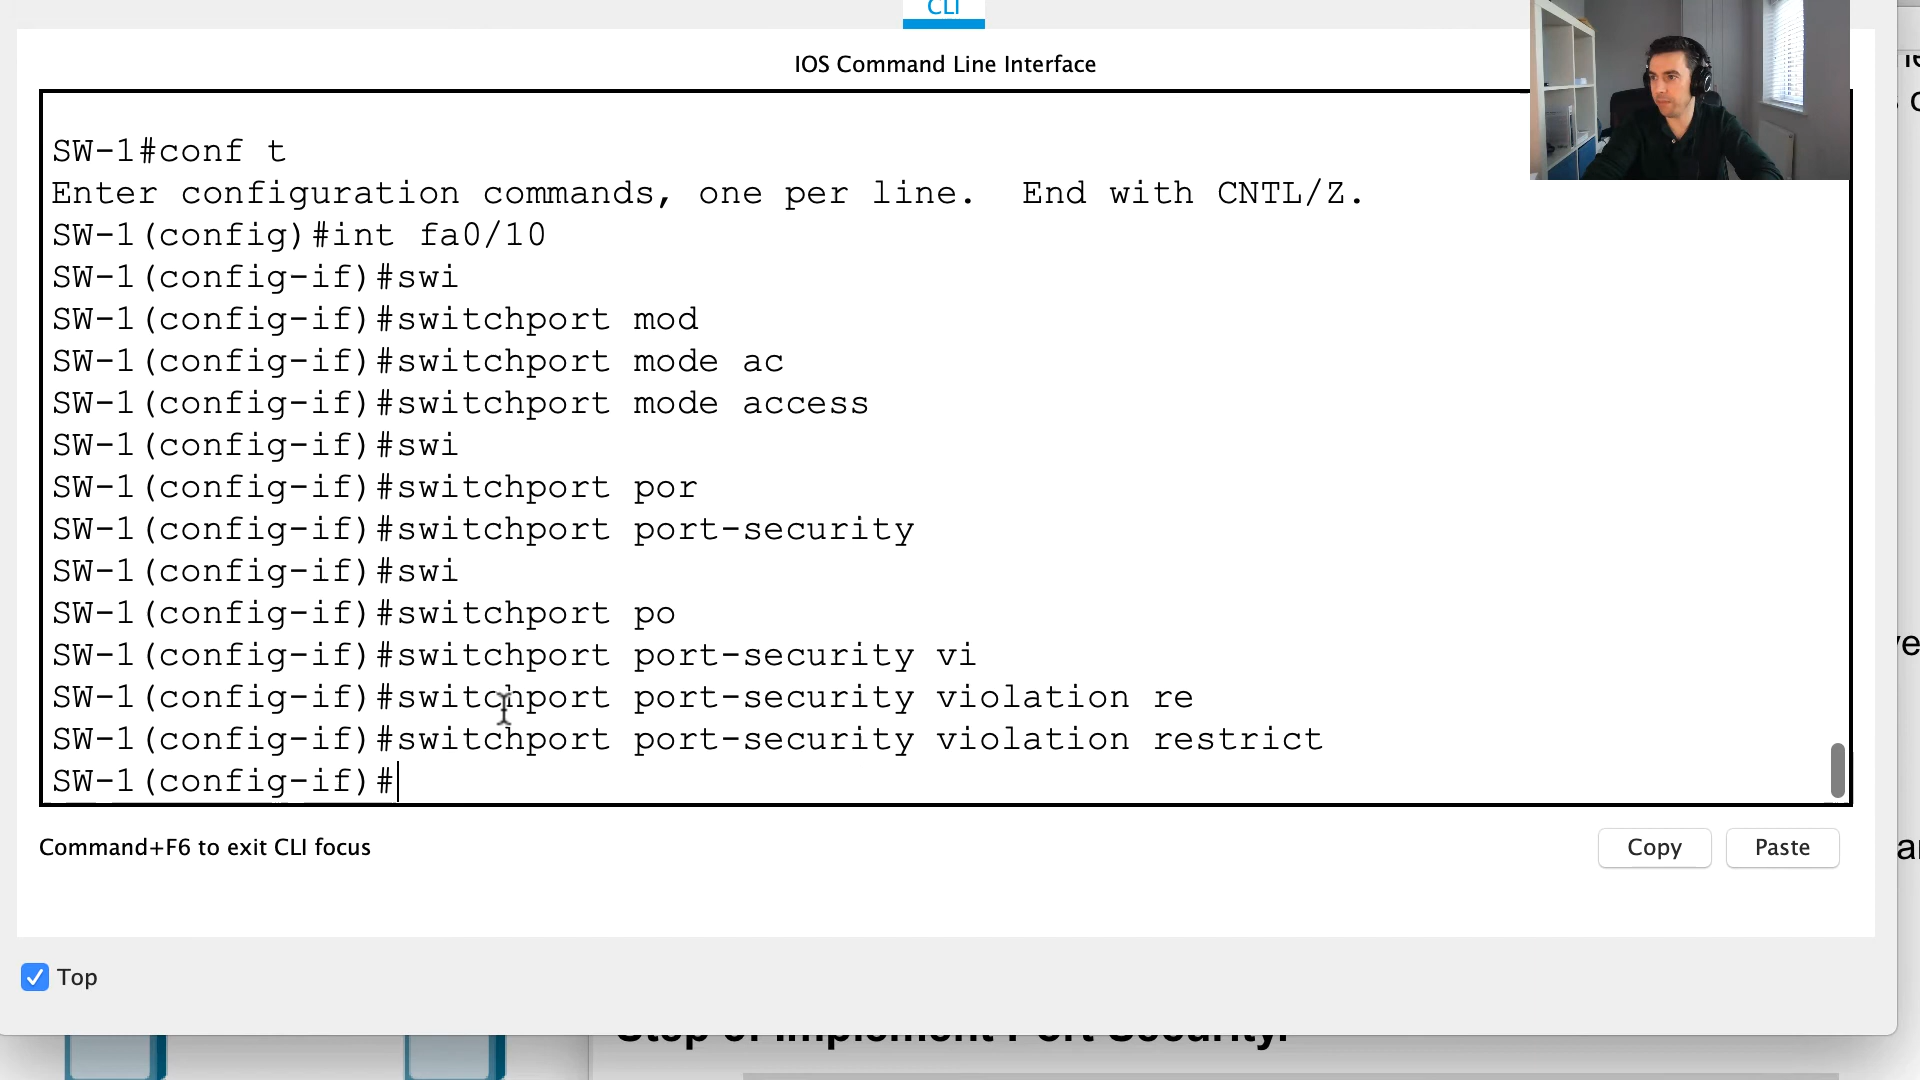 CLI
IOS Command Line Interface
SW-1#conf t
Enter configuration commands, one per line.  End with CNTL/Z.
SW-1(config)#int fa0/10
SW-1(config-if)#swi
SW-1(config-if)#switchport mod
SW-1(config-if)#switchport mode ac
SW-1(config-if)#switchport mode access
SW-1(config-if)#swi
SW-1(config-if)#switchport por
SW-1(config-if)#switchport port-security
SW-1(config-if)#swi
SW-1(config-if)#switchport po
SW-1(config-if)#switchport port-security vi
SW-1(config-if)#switchport port-security violation re
SW-1(config-if)#switchport port-security violation restrict
SW-1(config-if)#
Command+F6 to exit CLI focus
Copy
Paste
Top
Implement Port Security.